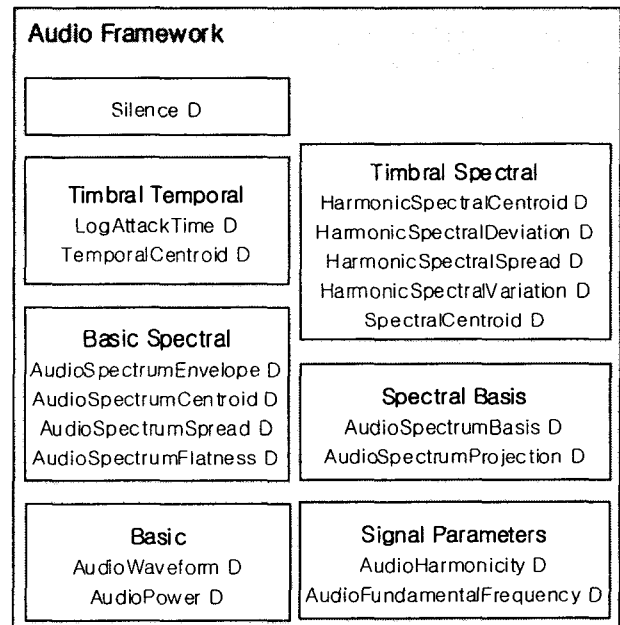 Audio Framework
Silence D
Timbral Temporal
LogAttackTime D
TemporalCentroid D
Basic Spectral
AudioSpectrumEnvelope D
AudioSpectrumCentroid D
AudioSpectrumSpread D
AudioSpectrumFlatness D
Basic
AudioWaveform D
AudioPower D
Timbral Spectral
HarmonicSpectralCentroid D
HarmonicSpectralDeviation D
HarmonicSpectralSpread D
HarmonicSpectralVariation D
SpectralCentroid D
Spectral Basis
AudioSpectrumBasis D
AudioSpectrumProjection D
Signal Parameters
AudioHarmonicity D
AudioFundamentalFrequency D